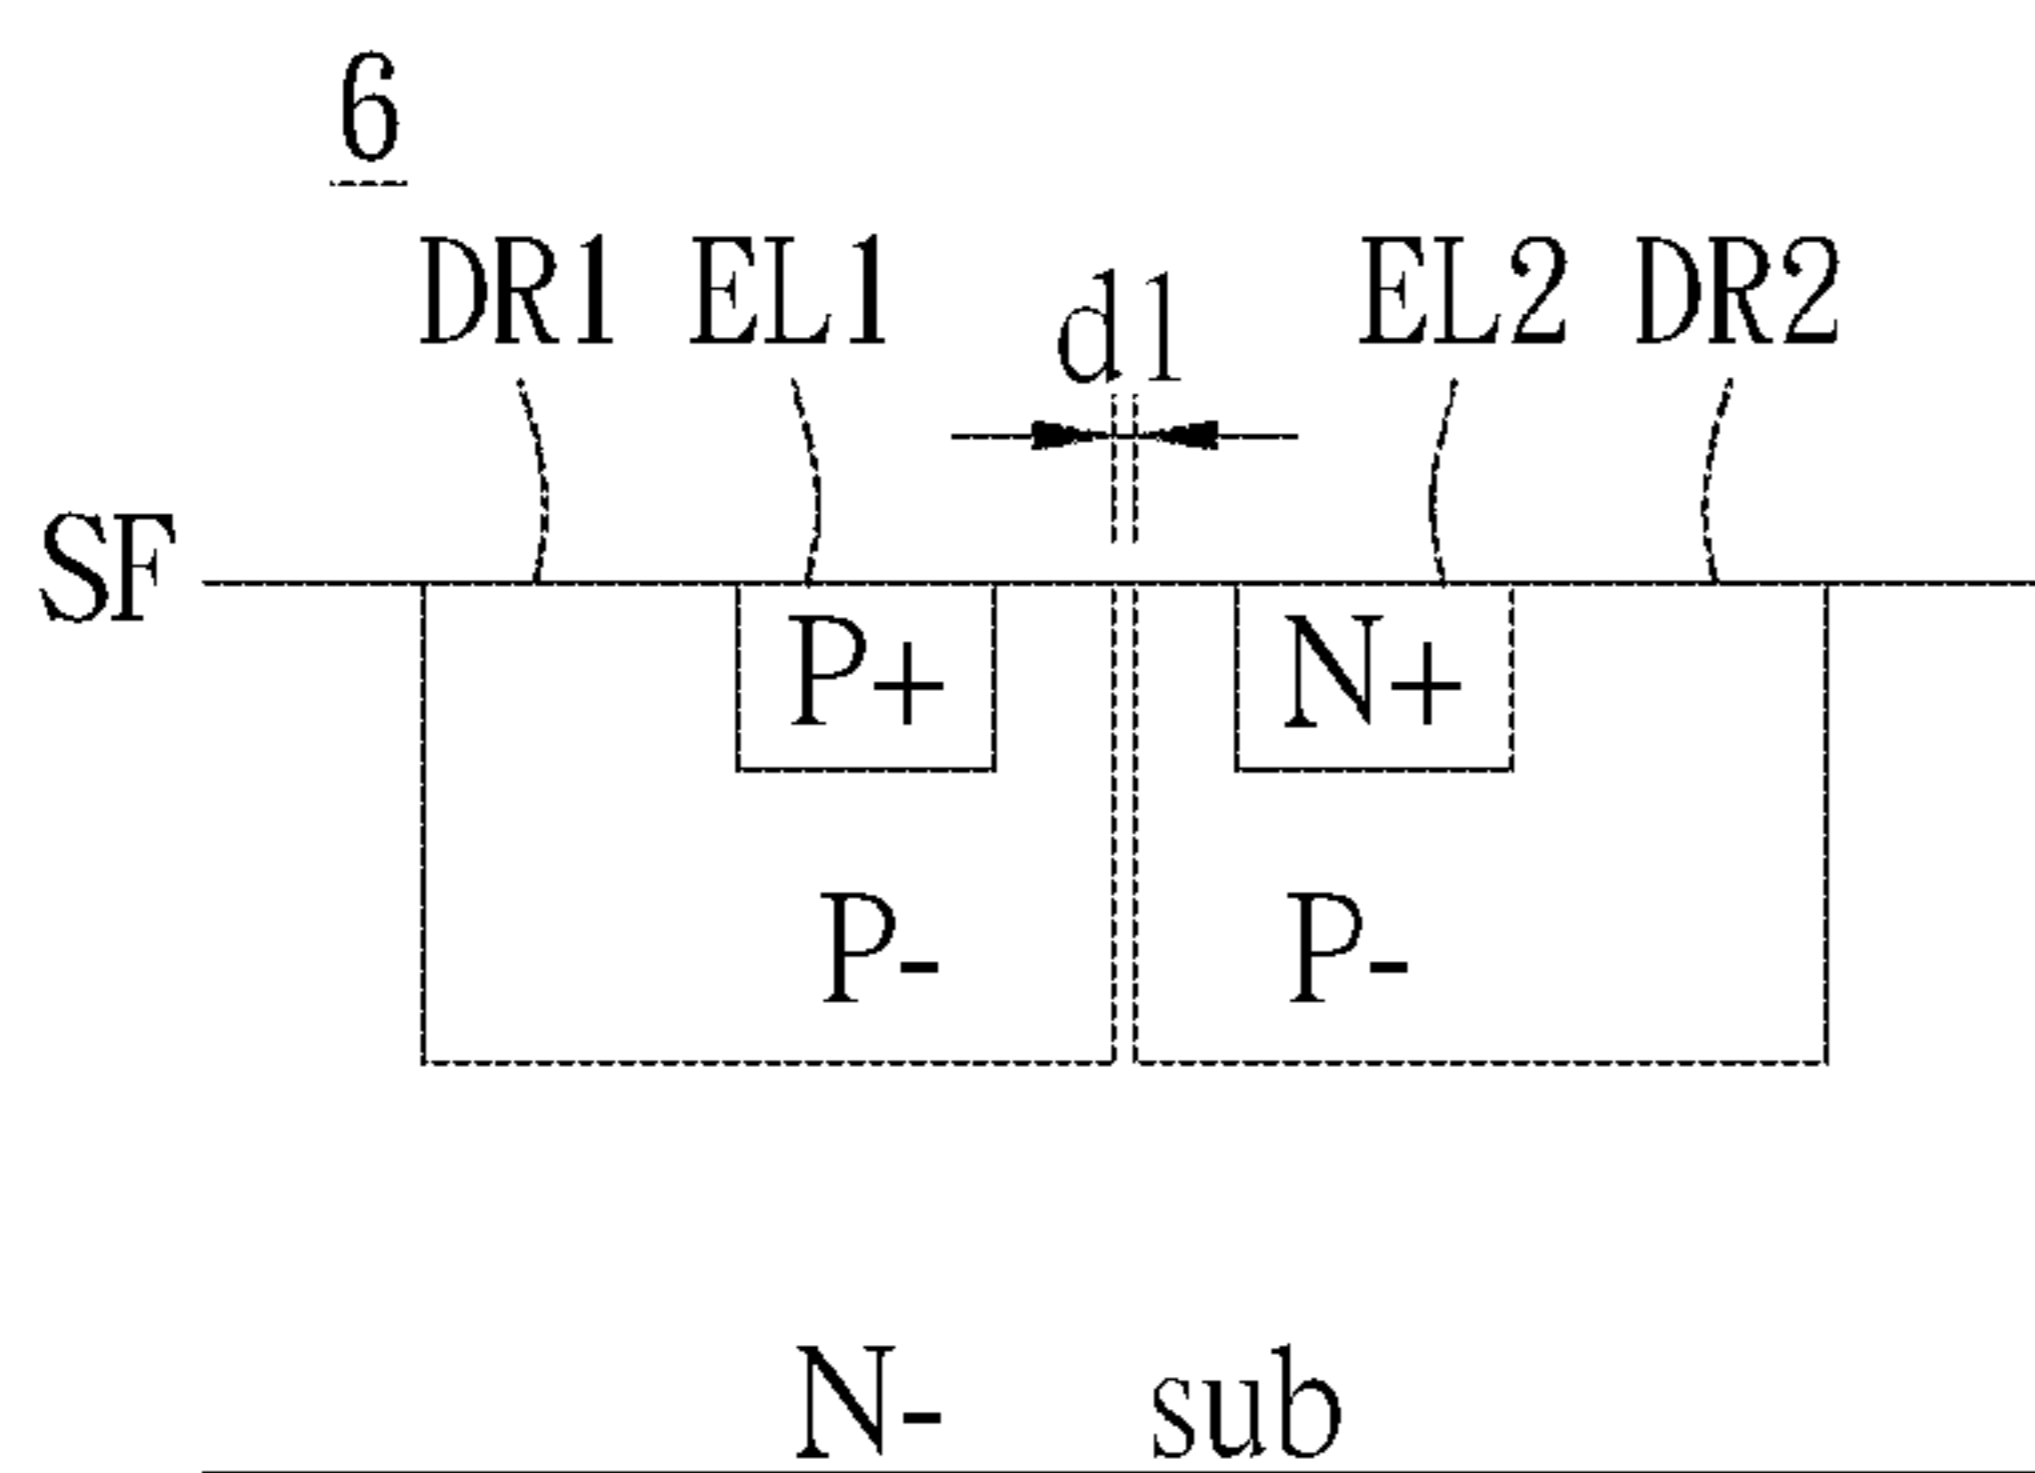 6
DR1 EL1 d1 EL2 DR2
SF
P+ N+
P- P-
N- sub